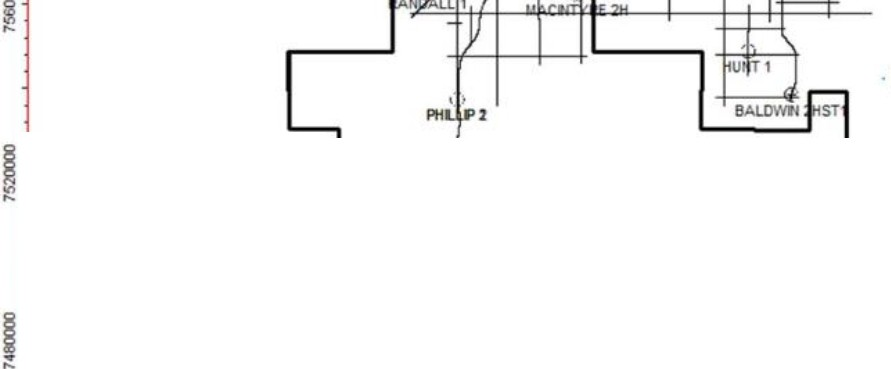 RANDALL 1
MACINTYRE 2H
HUNT 1
BALDWIN 2HST1
PHILLIP 2
7560
7520000
7480000